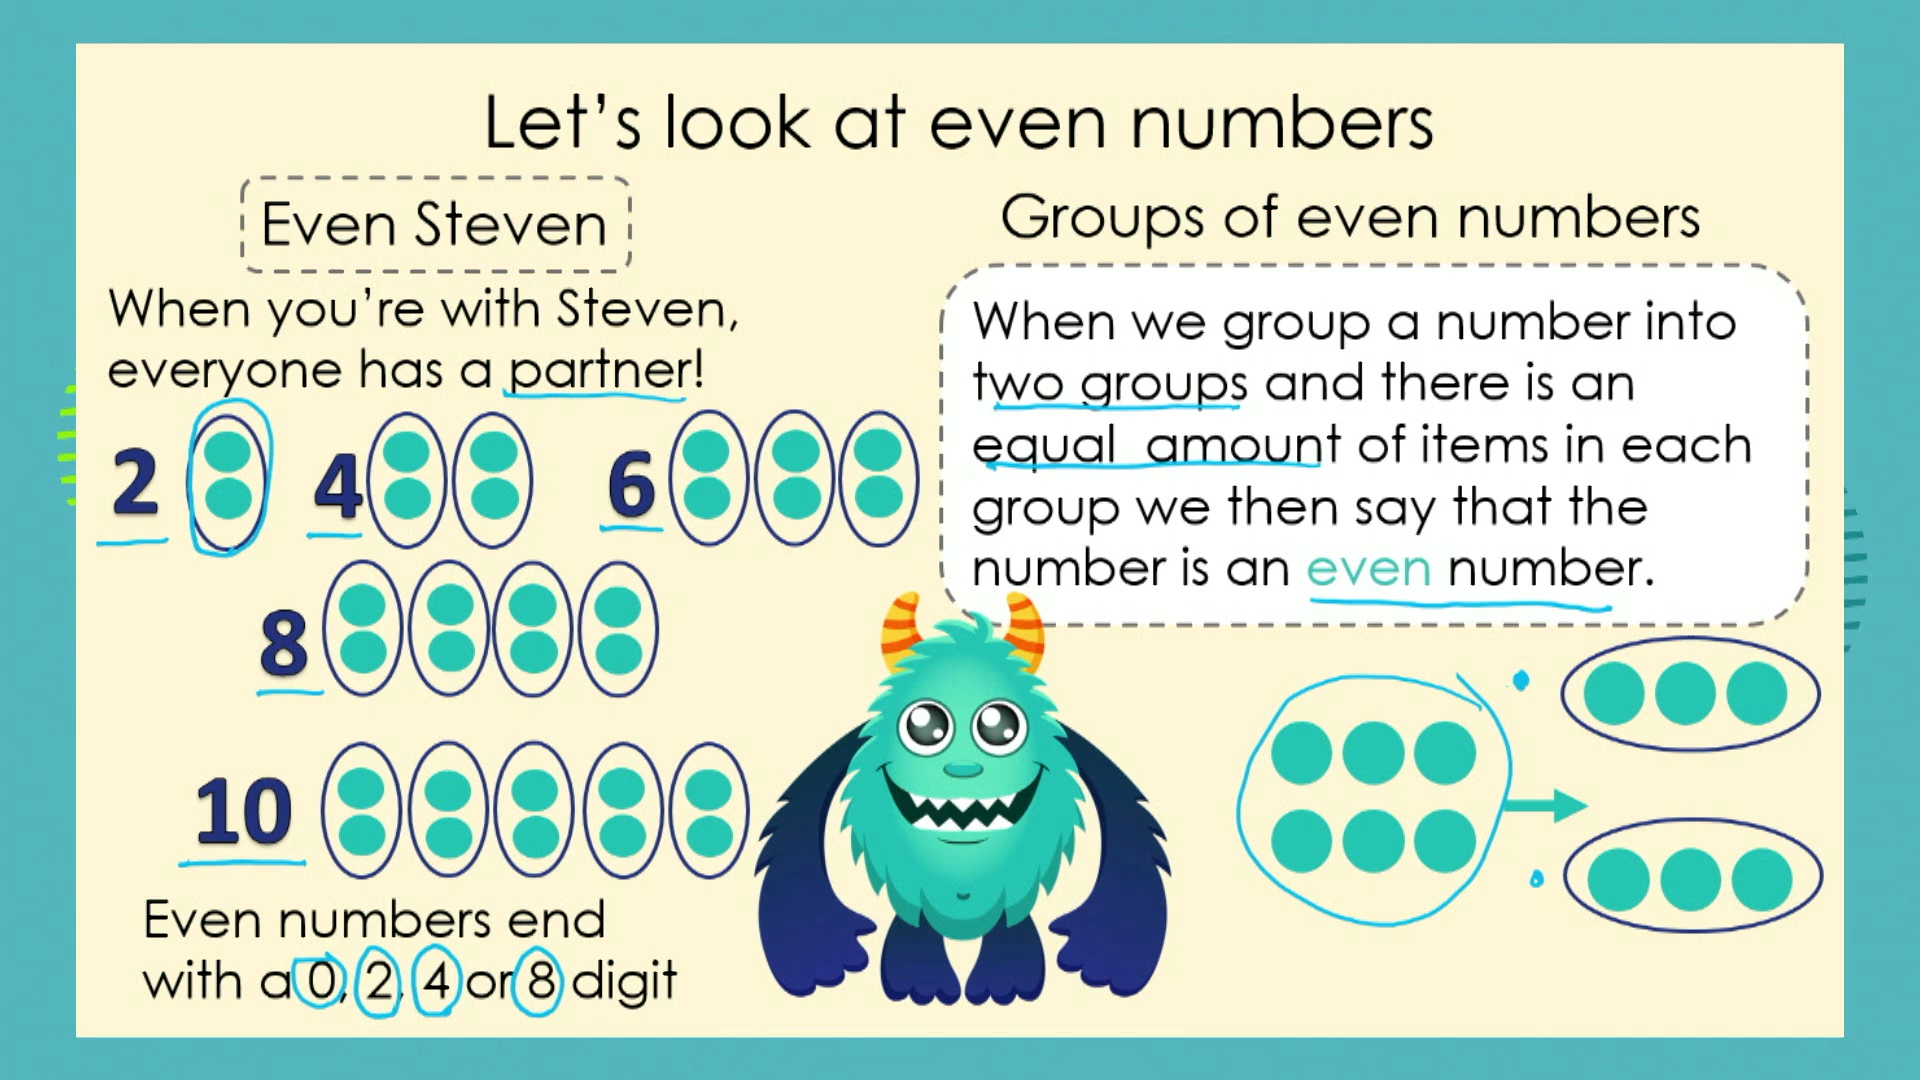 Let's look at even numbers
Even Steven
When you're with Steven,
everyone has a partner!
2
4
6
8
10
Even numbers end
with a 0, 2, 4 or 8 digit
Groups of even numbers
When we group a number into
two groups and there is an
equal amount of items in each
group we then say that the
number is an even number.